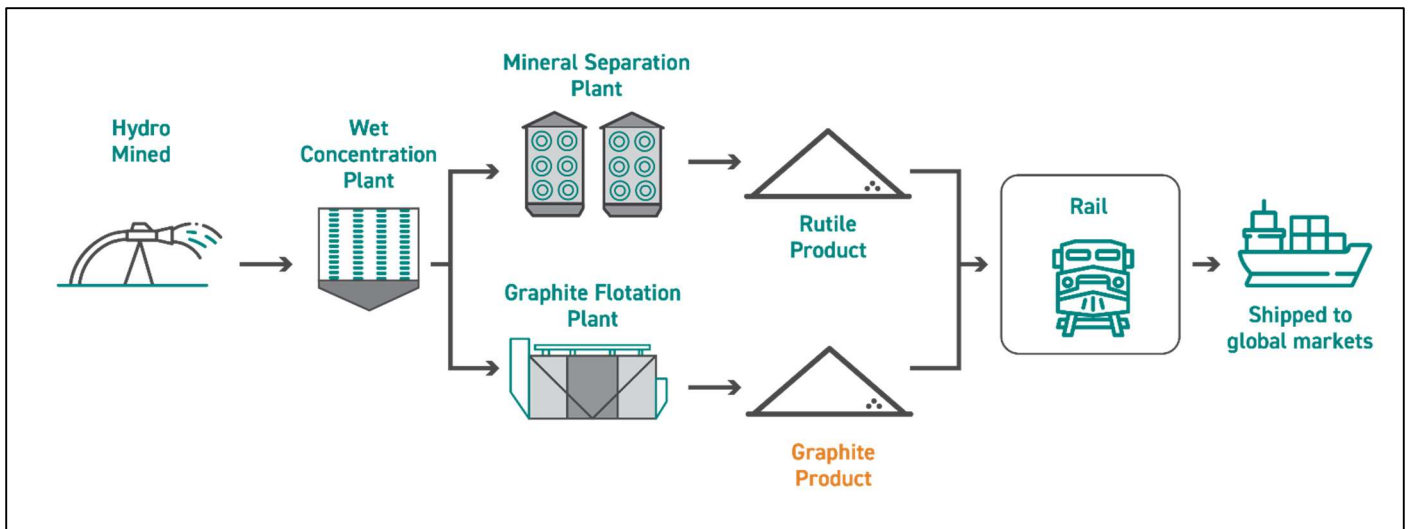 Hydro
Mined
Wet
Concentration
Plant
Mineral Separation
Plant
Graphite Flotation
Plant
Rutile
Product
Graphite
Product
Rail
Shipped to
global markets